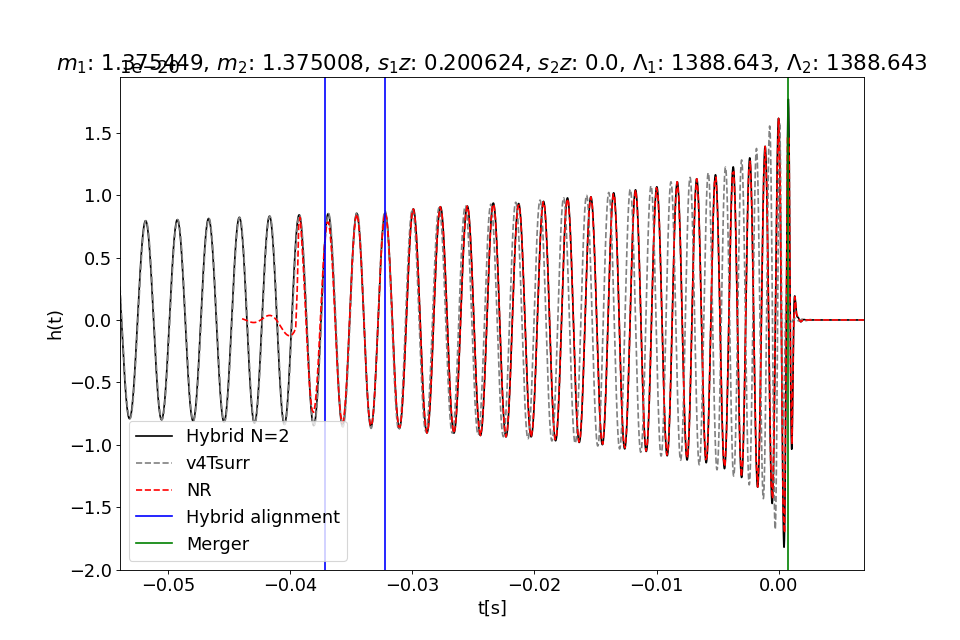 m₁: 1.375449, m₂: 1.375008, s₁z: 0.200624, s₂z: 0.0, Λ₁: 1388.643, Λ₂: 1388.643
1e−20
1.5
1.0
0.5
0.0
−0.5
−1.0
−1.5
−2.0
h(t)
Hybrid N=2
v4Tsurr
NR
Hybrid alignment
Merger
−0.05 −0.04 −0.03 −0.02 −0.01 0.00
t[s]